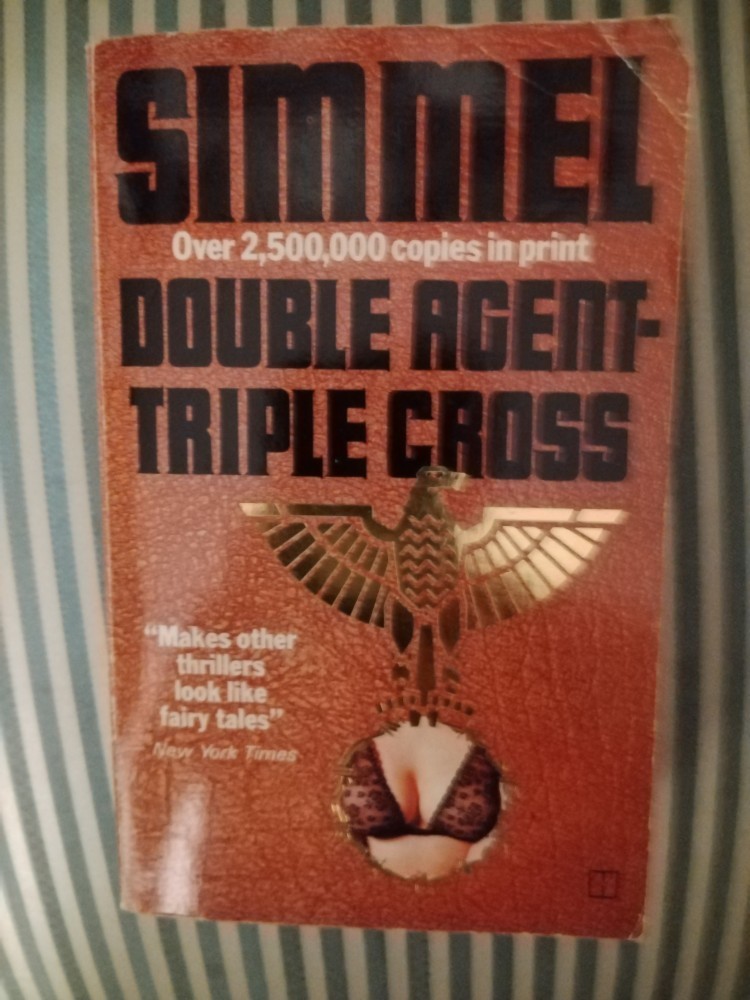 SIMMEL
Over 2,500,000 copies in print
DOUBLE AGENT-
TRIPLE CROSS
“Makes other
thrillers
look like
fairy tales”
New York Times